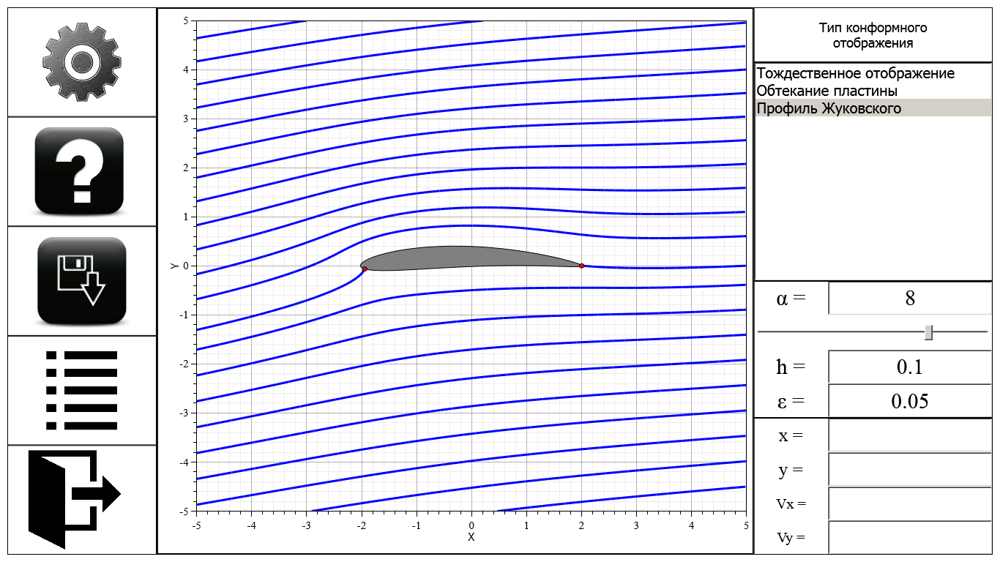 Тип конформного
отображения
Тождественное отображение
Обтекание пластины
Профиль Жуковского
α = 8
h = 0.1
ε = 0.05
x =
y =
Vx =
Vy =
5
4
3
2
1
0
-1
-2
-3
-4
-5
Y
-5 -4 -3 -2 -1 0 1 2 3 4 5
X
?